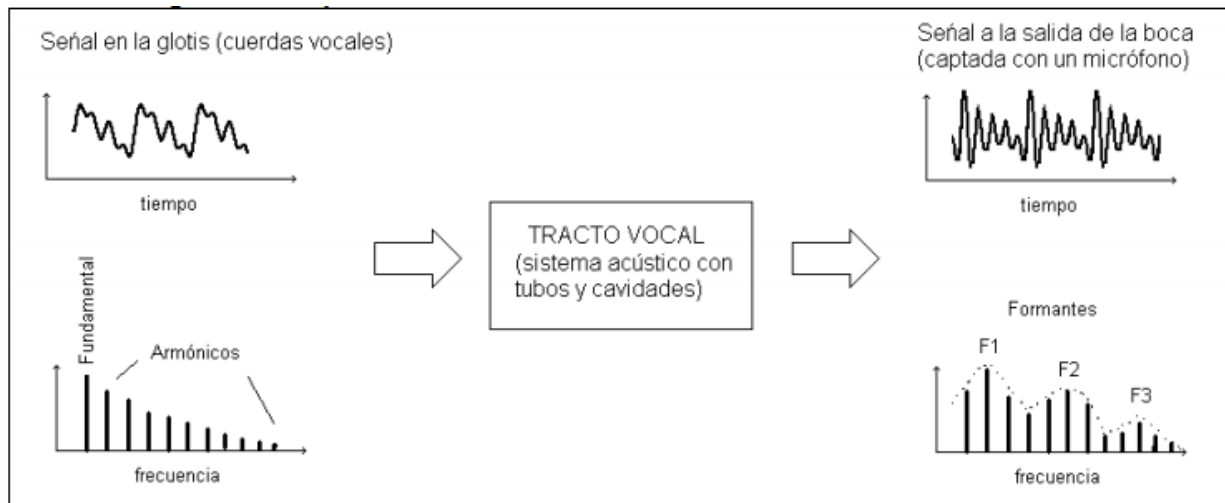 Señal en la glotis (cuerdas vocales)
tiempo
Fundamental
Armónicos
frecuencia
TRACTO VOCAL
(sistema acústico con
tubos y cavidades)
Señal a la salida de la boca
(captada con un micrófono)
tiempo
Formantes
F1
F2
F3
frecuencia